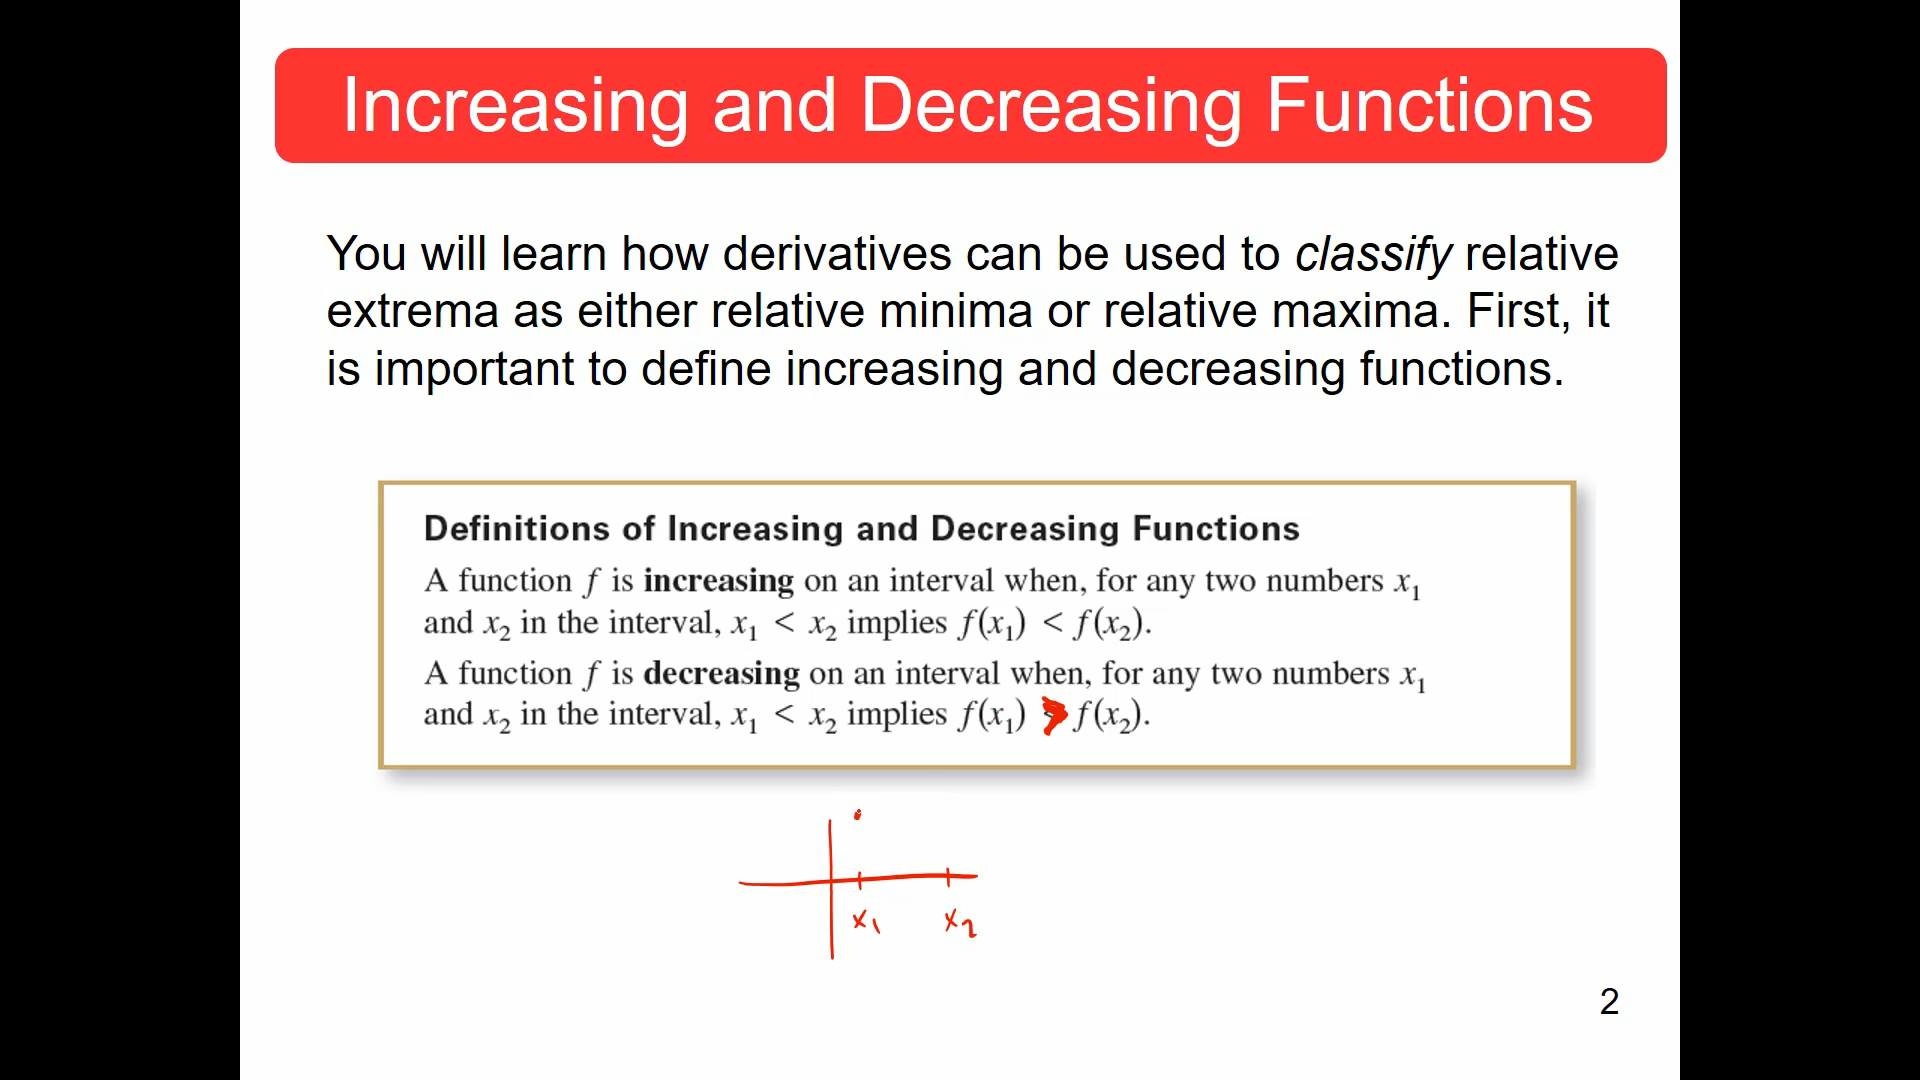 Increasing and Decreasing Functions
You will learn how derivatives can be used to classify relative
extrema as either relative minima or relative maxima. First, it
is important to define increasing and decreasing functions.
Definitions of Increasing and Decreasing Functions
A function f is increasing on an interval when, for any two numbers x₁
and x₂ in the interval, x₁ < x₂ implies f(x₁) < f(x₂).
A function f is decreasing on an interval when, for any two numbers x₁
and x₂ in the interval, x₁ < x₂ implies f(x₁) > f(x₂).
x₁ x₂
2